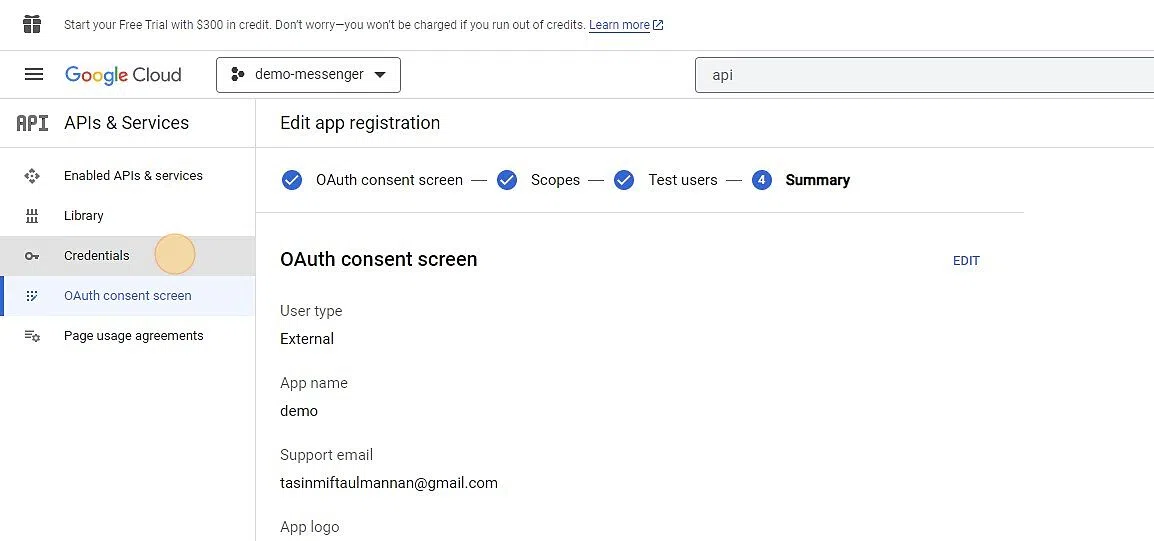 Start your Free Trial with $300 in credit. Don't worry—you won't be charged if you run out of credits. Learn more
Google Cloud
demo-messenger
api
API APIs & Services
Edit app registration
Enabled APIs & services
Library
Credentials
OAuth consent screen
Page usage agreements
OAuth consent screen — Scopes — Test users — 4 Summary
OAuth consent screen
EDIT
User type
External
App name
demo
Support email
tasinmiftaulmannan@gmail.com
App logo